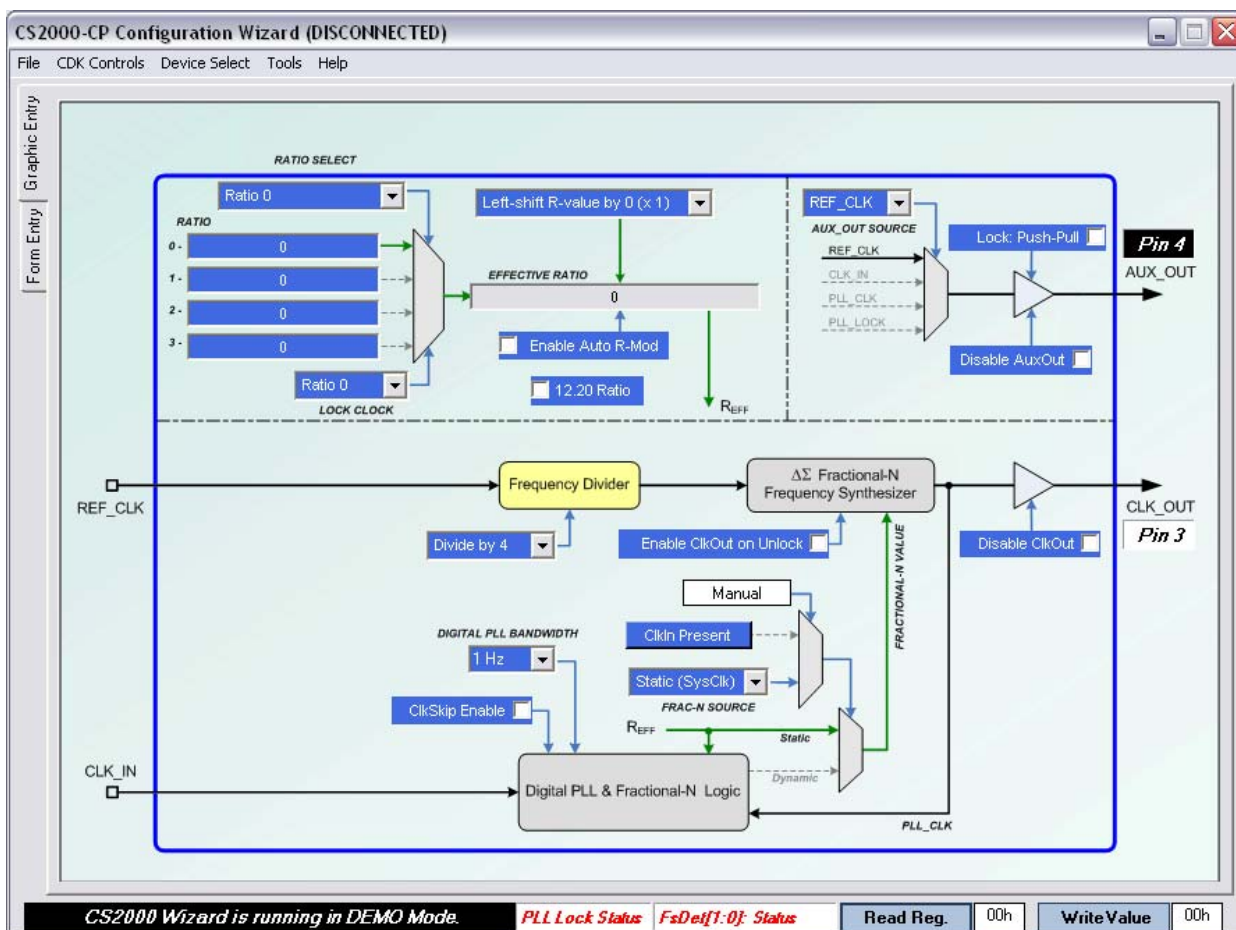 CS2000-CP Configuration Wizard (DISCONNECTED)
File CDK Controls Device Select Tools Help
Graphic Entry
Form Entry
RATIO SELECT
Ratio 0
Left-shift R-value by 0 (x 1)
REF_CLK
AUX_OUT SOURCE
Lock: Push-Pull
Pin 4
AUX_OUT
RATIO
0 - 0
1 - 0
2 - 0
3 - 0
EFFECTIVE RATIO
0
REF_CLK
CLK_IN
PLL_CLK
PLL_LOCK
Enable Auto R-Mod
Disable AuxOut
Ratio 0
LOCK CLOCK
12.20 Ratio
REFF
REF_CLK
Frequency Divider
ΔΣ Fractional-N
Frequency Synthesizer
CLK_OUT
Pin 3
Divide by 4
Enable ClkOut on Unlock
Disable ClkOut
FRACTIONAL-N VALUE
Manual
DIGITAL PLL BANDWIDTH
1 Hz
ClkIn Present
Static (SysClk)
FRAC-N SOURCE
ClkSkip Enable
REFF
Static
CLK_IN
Digital PLL & Fractional-N Logic
Dynamic
PLL_CLK
CS2000 Wizard is running in DEMO Mode. PLL Lock Status FsDet[1:0]: Status Read Reg. 00h Write Value 00h